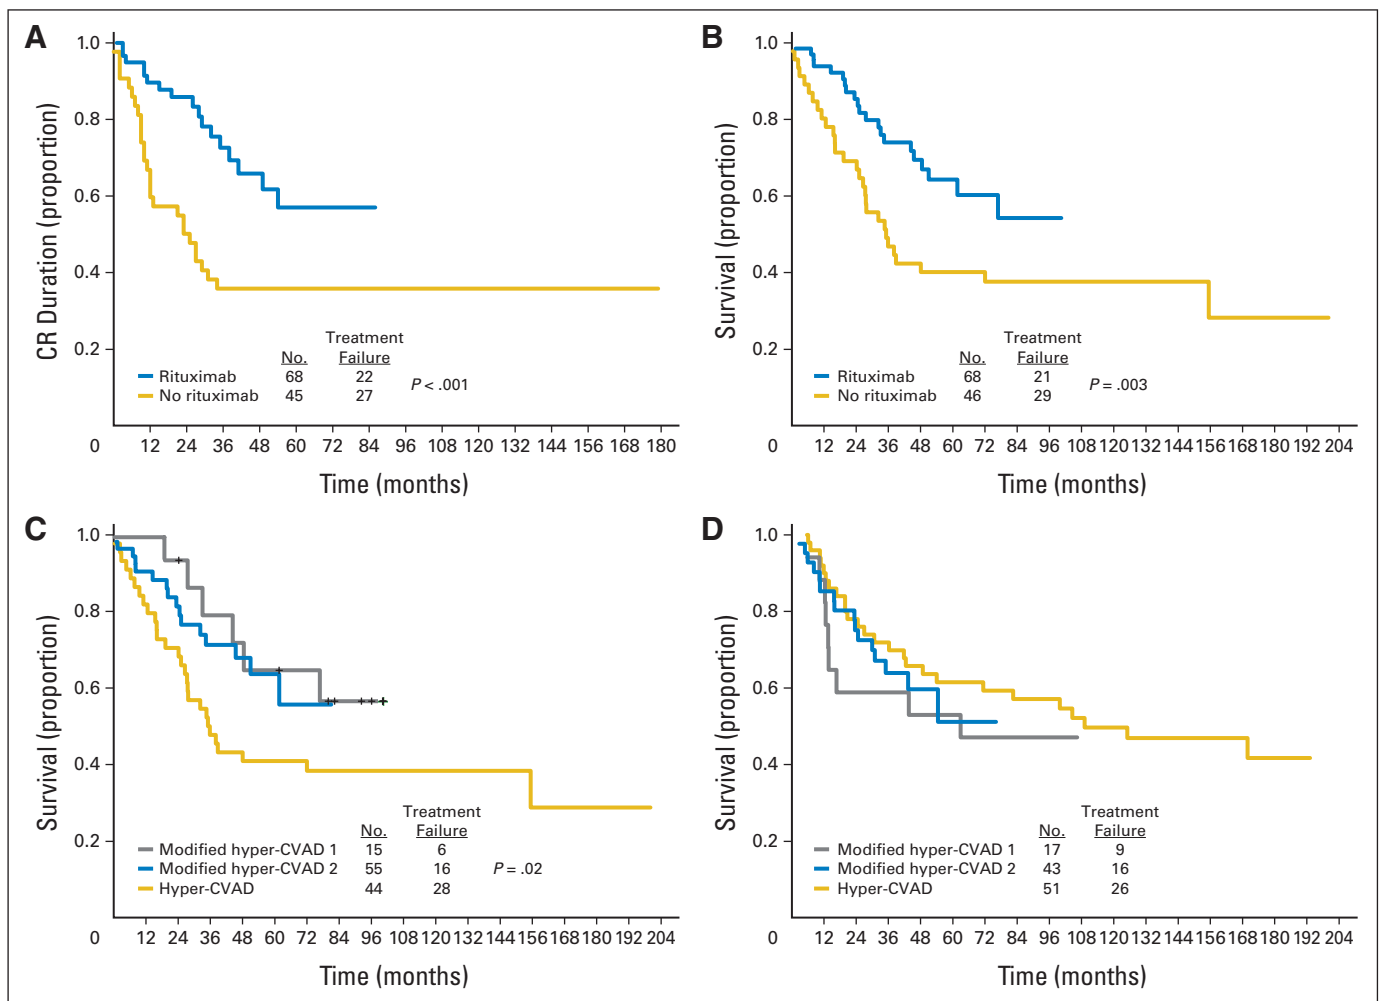 A
CR Duration (proportion)
1.0
0.8
0.6
0.4
0.2
Treatment
No. Failure
Rituximab 68 22
No rituximab 45 27
P < .001
0 12 24 36 48 60 72 84 96 108 120 132 144 156 168 180
Time (months)
B
Survival (proportion)
1.0
0.8
0.6
0.4
0.2
Treatment
No. Failure
Rituximab 68 21
No rituximab 46 29
P = .003
0 12 24 36 48 60 72 84 96 108 120 132 144 156 168 180 192 204
Time (months)
C
Survival (proportion)
1.0
0.8
0.6
0.4
0.2
Treatment
No. Failure
Modified hyper-CVAD 1 15 6
Modified hyper-CVAD 2 55 16 P = .02
Hyper-CVAD 44 28
0 12 24 36 48 60 72 84 96 108 120 132 144 156 168 180 192 204
Time (months)
D
Survival (proportion)
1.0
0.8
0.6
0.4
0.2
Treatment
No. Failure
Modified hyper-CVAD 1 17 9
Modified hyper-CVAD 2 43 16
Hyper-CVAD 51 26
0 12 24 36 48 60 72 84 96 108 120 132 144 156 168 180 192 204
Time (months)